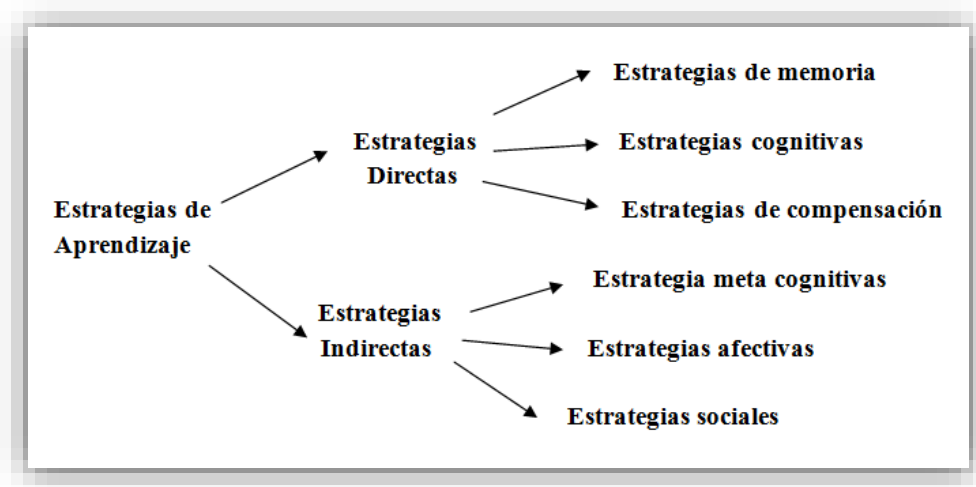 Estrategias de
Aprendizaje
Estrategias
Directas
Estrategias de memoria
Estrategias cognitivas
Estrategias de compensación
Estrategias
Indirectas
Estrategia meta cognitivas
Estrategias afectivas
Estrategias sociales